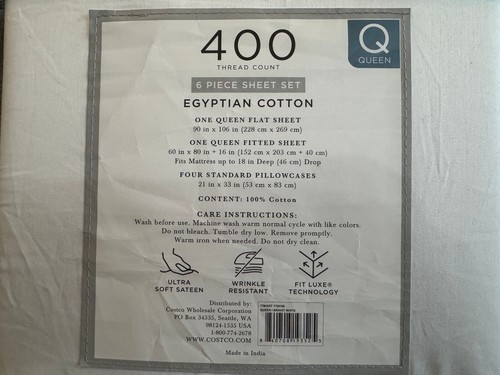 400
THREAD COUNT
Q
QUEEN
6 PIECE SHEET SET
EGYPTIAN COTTON
ONE QUEEN FLAT SHEET
90 in x 106 in (228 cm x 269 cm)
ONE QUEEN FITTED SHEET
60 in x 80 in + 16 in (152 cm x 203 cm + 40 cm)
Fits Mattress up to 18 in Deep (46 cm) Drop
FOUR STANDARD PILLOWCASES
21 in x 33 in (53 cm x 83 cm)
CONTENT: 100% Cotton
CARE INSTRUCTIONS:
Wash before use. Machine wash warm normal cycle with like colors.
Do not bleach. Tumble dry low. Remove promptly.
Warm iron when needed. Do not dry clean.
ULTRA
SOFT SATEEN
WRINKLE
RESISTANT
FIT LUXE®
TECHNOLOGY
Distributed by:
Costco Wholesale Corporation
PO Box 34535, Seattle, WA
98124-1535 USA
1-800-774-2678
WWW.COSTCO.COM
Made in India